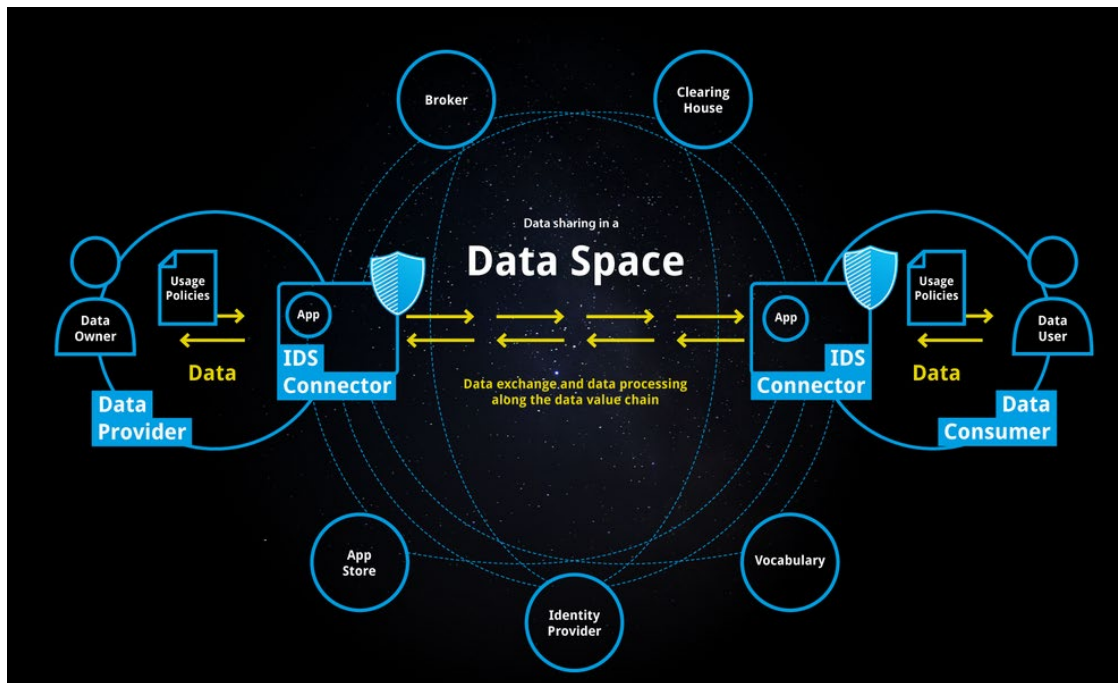 Broker
Clearing
House
Data sharing in a
Data Space
Usage
Policies
Data
Owner
Data
Data
Provider
App
IDS
Connector
Data exchange and data processing
along the data value chain
App
IDS
Connector
Usage
Policies
Data
User
Data
Data
Consumer
App
Store
Identity
Provider
Vocabulary